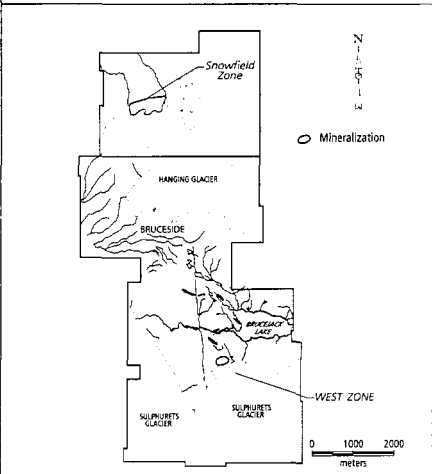 Snowfield
Zone
N
Mineralization
HANGING GLACIER
BRUCESIDE
BRUCEJACK
LAKE
WEST ZONE
SULPHURETS
GLACIER
SULPHURETS
GLACIER
0 1000 2000
meters